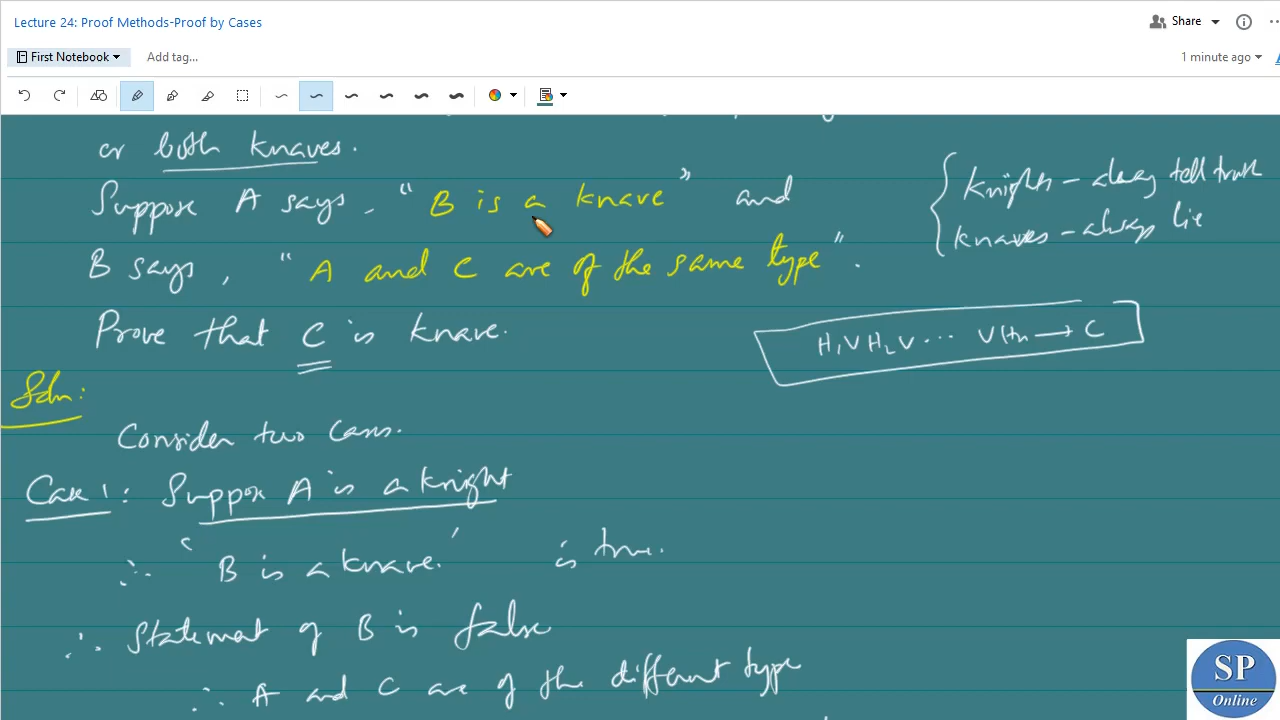 Lecture 24: Proof Methods-Proof by Cases
Share
First Notebook
Add tag...
1 minute ago
or both knaves.
Suppose A says, "B is a knave" and
B says, "A and C are of the same type".
Prove that C is knave.
Knights - always tell truth
knaves - always lie
H₁ V H₂ V ... V Hn → C
Soln:
Consider two Cases.
Case 1: Suppose A is a knight
∴ 'B is a knave.' is true.
∴ Statement of B is false
∴ A and C are of the different type
SP
Online